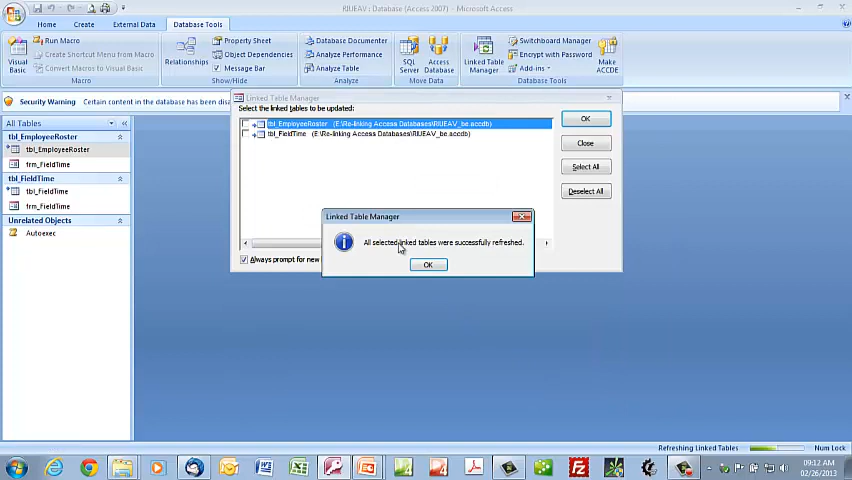 RIUEAV : Database (Access 2007)
Home
Create
External Data
Database Tools
Visual
Basic
Run Macro
Create Shortcut Menu from Macro
Convert Macros to Visual Basic
Macro
Relationships
Property Sheet
Object Dependencies
Message Bar
Show/Hide
Database Documenter
Analyze Performance
Analyze Table
Analyze
SQL
Server
Access
Database
Move Data
Linked Table
Manager
Switchboard Manager
Encrypt with Password
Add-ins
Make
ACCDE
Database Tools
Security Warning
Certain content in the database has been disa
All Tables
tbl_EmployeeRoster
tbl_EmployeeRoster
frm_FieldTime
tbl_FieldTime
tbl_FieldTime
frm_FieldTime
Unrelated Objects
Autoexec
Linked Table Manager
Select the linked tables to be updated:
tbl_EmployeeRoster (E:\Re-linking Access Databases\RIUEAV_be.accdb)
tbl_FieldTime (E:\Re-linking Access Databases\RIUEAV_be.accdb)
OK
Close
Select All
Deselect All
Always prompt for new
Linked Table Manager
All selected linked tables were successfully refreshed.
OK
Refreshing Linked Tables
Num Lock
09:12 AM
02/26/2013